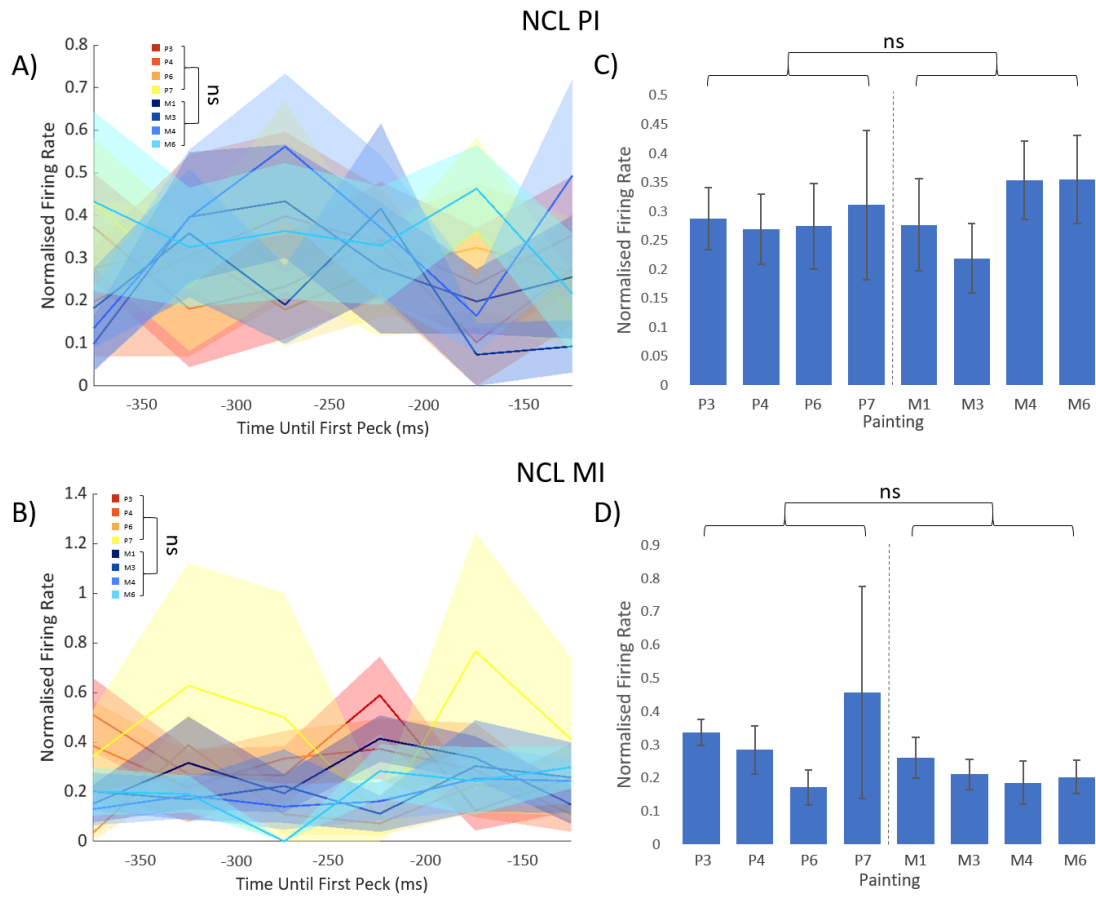 NCL PI
A)
0.8
0.7
0.6
0.5
0.4
0.3
0.2
0.1
0
Normalised Firing Rate
P3
P4
P6
P7
M1
M3
M4
M6
ns
-350 -300 -250 -200 -150
Time Until First Peck (ms)
C)
ns
0.5
0.45
0.4
0.35
0.3
0.25
0.2
0.15
0.1
0.05
0
Normalised Firing Rate
P3 P4 P6 P7 M1 M3 M4 M6
Painting
NCL MI
B)
1.4
1.2
1
0.8
0.6
0.4
0.2
0
Normalised Firing Rate
P3
P4
P6
P7
M1
M3
M4
M6
ns
-350 -300 -250 -200 -150
Time Until First Peck (ms)
D)
ns
0.9
0.8
0.7
0.6
0.5
0.4
0.3
0.2
0.1
0
Normalised Firing Rate
P3 P4 P6 P7 M1 M3 M4 M6
Painting